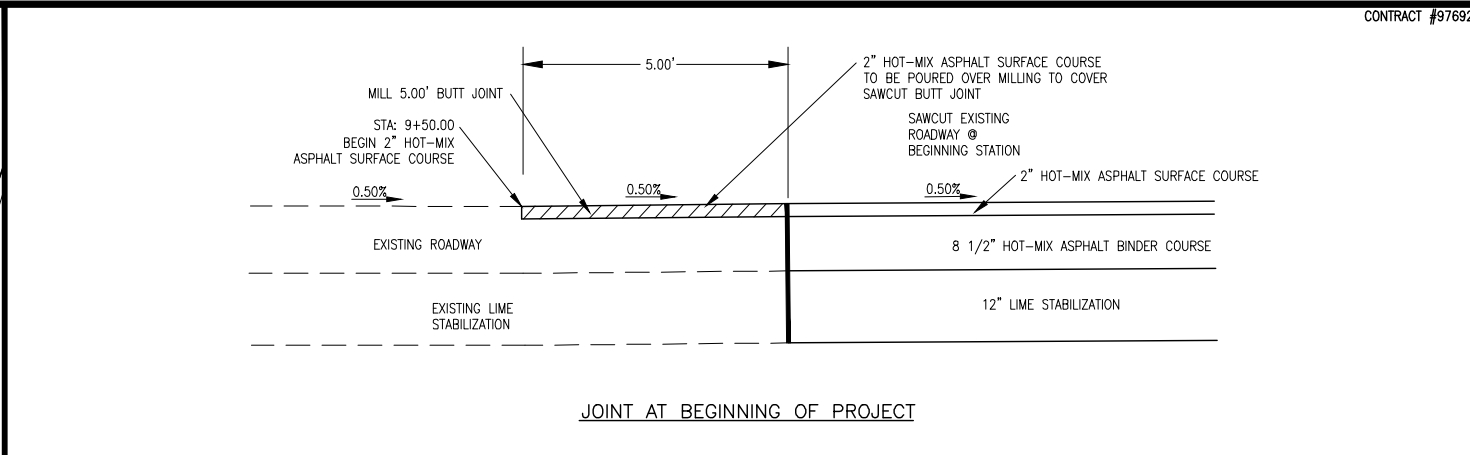 CONTRACT #97692
5.00'
2" HOT-MIX ASPHALT SURFACE COURSE
TO BE POURED OVER MILLING TO COVER
SAWCUT BUTT JOINT
MILL 5.00' BUTT JOINT
STA: 9+50.00
BEGIN 2" HOT-MIX
ASPHALT SURFACE COURSE
SAWCUT EXISTING
ROADWAY @
BEGINNING STATION
2" HOT-MIX ASPHALT SURFACE COURSE
0.50%
0.50%
0.50%
EXISTING ROADWAY
8 1/2" HOT-MIX ASPHALT BINDER COURSE
EXISTING LIME
STABILIZATION
12" LIME STABILIZATION
JOINT AT BEGINNING OF PROJECT